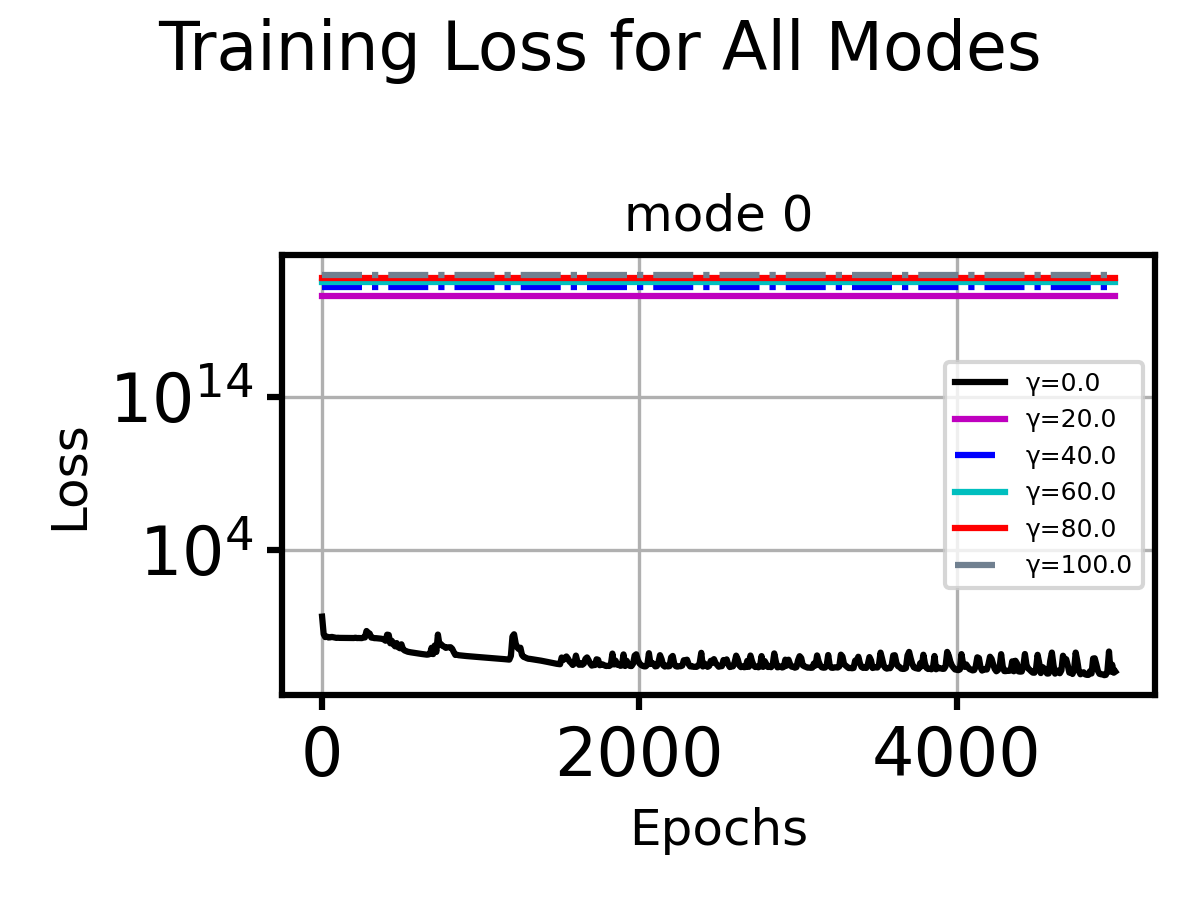 Training Loss for All Modes
mode 0
Loss
10^14
10^4
γ=0.0
γ=20.0
γ=40.0
γ=60.0
γ=80.0
γ=100.0
0 2000 4000
Epochs